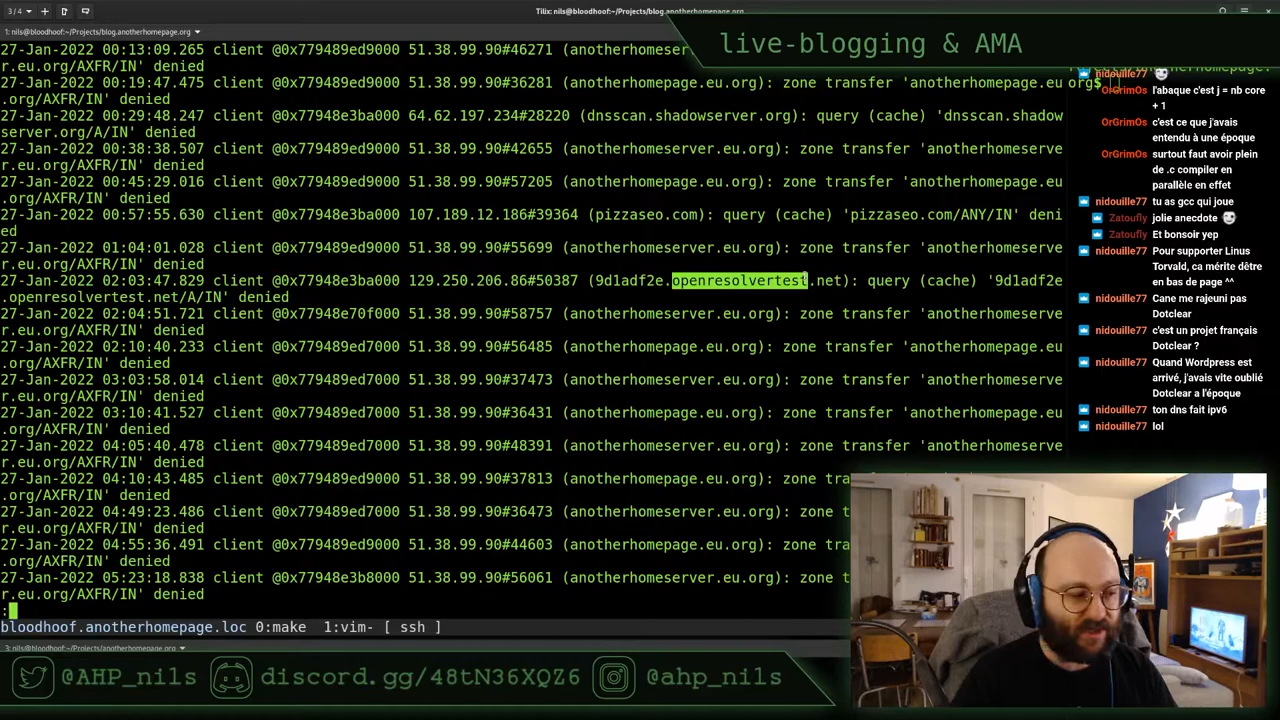 3/4
Tilix: nils@bloodhoof:~/Projects/blog.anotherhomepage.org
1: nils@bloodhoof:~/Projects/blog.anotherhomepage.org
live-blogging & AMA
27-Jan-2022 00:13:09.265 client @0x779489ed9000 51.38.99.90#46271 (anotherhomeser
r.eu.org/AXFR/IN' denied
27-Jan-2022 00:19:47.475 client @0x779489ed9000 51.38.99.90#36281 (anotherhomepage.eu.org): zone transfer 'anotherhomepage.eu
.org/AXFR/IN' denied
27-Jan-2022 00:29:48.247 client @0x77948e3ba000 64.62.197.234#28220 (dnsscan.shadowserver.org): query (cache) 'dnsscan.shadow
server.org/A/IN' denied
27-Jan-2022 00:38:38.507 client @0x779489ed9000 51.38.99.90#42655 (anotherhomeserver.eu.org): zone transfer 'anotherhomeserve
r.eu.org/AXFR/IN' denied
27-Jan-2022 00:45:29.016 client @0x779489ed9000 51.38.99.90#57205 (anotherhomepage.eu.org): zone transfer 'anotherhomepage.eu
.org/AXFR/IN' denied
27-Jan-2022 00:57:55.630 client @0x77948e3ba000 107.189.12.186#39364 (pizzaseo.com): query (cache) 'pizzaseo.com/ANY/IN' deni
ed
27-Jan-2022 01:04:01.028 client @0x779489ed9000 51.38.99.90#55699 (anotherhomeserver.eu.org): zone transfer 'anotherhomeserve
r.eu.org/AXFR/IN' denied
27-Jan-2022 02:03:47.829 client @0x77948e3ba000 129.250.206.86#50387 (9d1adf2e.openresolvertest.net): query (cache) '9d1adf2e
.openresolvertest.net/A/IN' denied
27-Jan-2022 02:04:51.721 client @0x77948e70f000 51.38.99.90#58757 (anotherhomeserver.eu.org): zone transfer 'anotherhomeserve
r.eu.org/AXFR/IN' denied
27-Jan-2022 02:10:40.233 client @0x779489ed7000 51.38.99.90#56485 (anotherhomepage.eu.org): zone transfer 'anotherhomepage.eu
.org/AXFR/IN' denied
27-Jan-2022 03:03:58.014 client @0x779489ed7000 51.38.99.90#37473 (anotherhomeserver.eu.org): zone transfer 'anotherhomeserve
r.eu.org/AXFR/IN' denied
27-Jan-2022 03:10:41.527 client @0x779489ed7000 51.38.99.90#36431 (anotherhomepage.eu.org): zone transfer 'anotherhomepage.eu
.org/AXFR/IN' denied
27-Jan-2022 04:05:40.478 client @0x779489ed7000 51.38.99.90#48391 (anotherhomeserver.eu.org): zone transfer 'anotherhomeserve
r.eu.org/AXFR/IN' denied
27-Jan-2022 04:10:43.485 client @0x779489ed7000 51.38.99.90#37813 (anotherhomepage.eu.org): zone tra
.org/AXFR/IN' denied
27-Jan-2022 04:49:23.486 client @0x779489ed7000 51.38.99.90#36473 (anotherhomeserver.eu.org): zone t
r.eu.org/AXFR/IN' denied
27-Jan-2022 04:55:36.491 client @0x779489ed9000 51.38.99.90#44603 (anotherhomepage.eu.org): zone tra
.org/AXFR/IN' denied
27-Jan-2022 05:23:18.838 client @0x77948e3b8000 51.38.99.90#56061 (anotherhomeserver.eu.org): zone t
r.eu.org/AXFR/IN' denied
:
bloodhoof.anotherhomepage.loc 0:make 1:vim- [ ssh ]
3: nils@bloodhoof:~/Projects/anotherhomepage.org
org$
nidouille77
OrGrimOs l'abaque c'est j = nb core
+ 1
OrGrimOs c'est ce que j'avais
entendu à une époque
OrGrimOs surtout faut avoir plein
de .c compiler en
parallèle en effet
nidouille77 tu as gcc qui joue
Zatoufly jolie anecdote
Zatoufly Et bonsoir yep
nidouille77 Pour supporter Linus
Torvald, ca mérite dêtre
en bas de page ^^
nidouille77 Cane me rajeuni pas
Dotclear
nidouille77 c'est un projet français
Dotclear ?
nidouille77 Quand Wordpress est
arrivé, j'avais vite oublié
Dotclear a l'époque
nidouille77 ton dns fait ipv6
nidouille77 lol
@AHP_nils
discord.gg/48tN36XQZ6
@ahp_nils